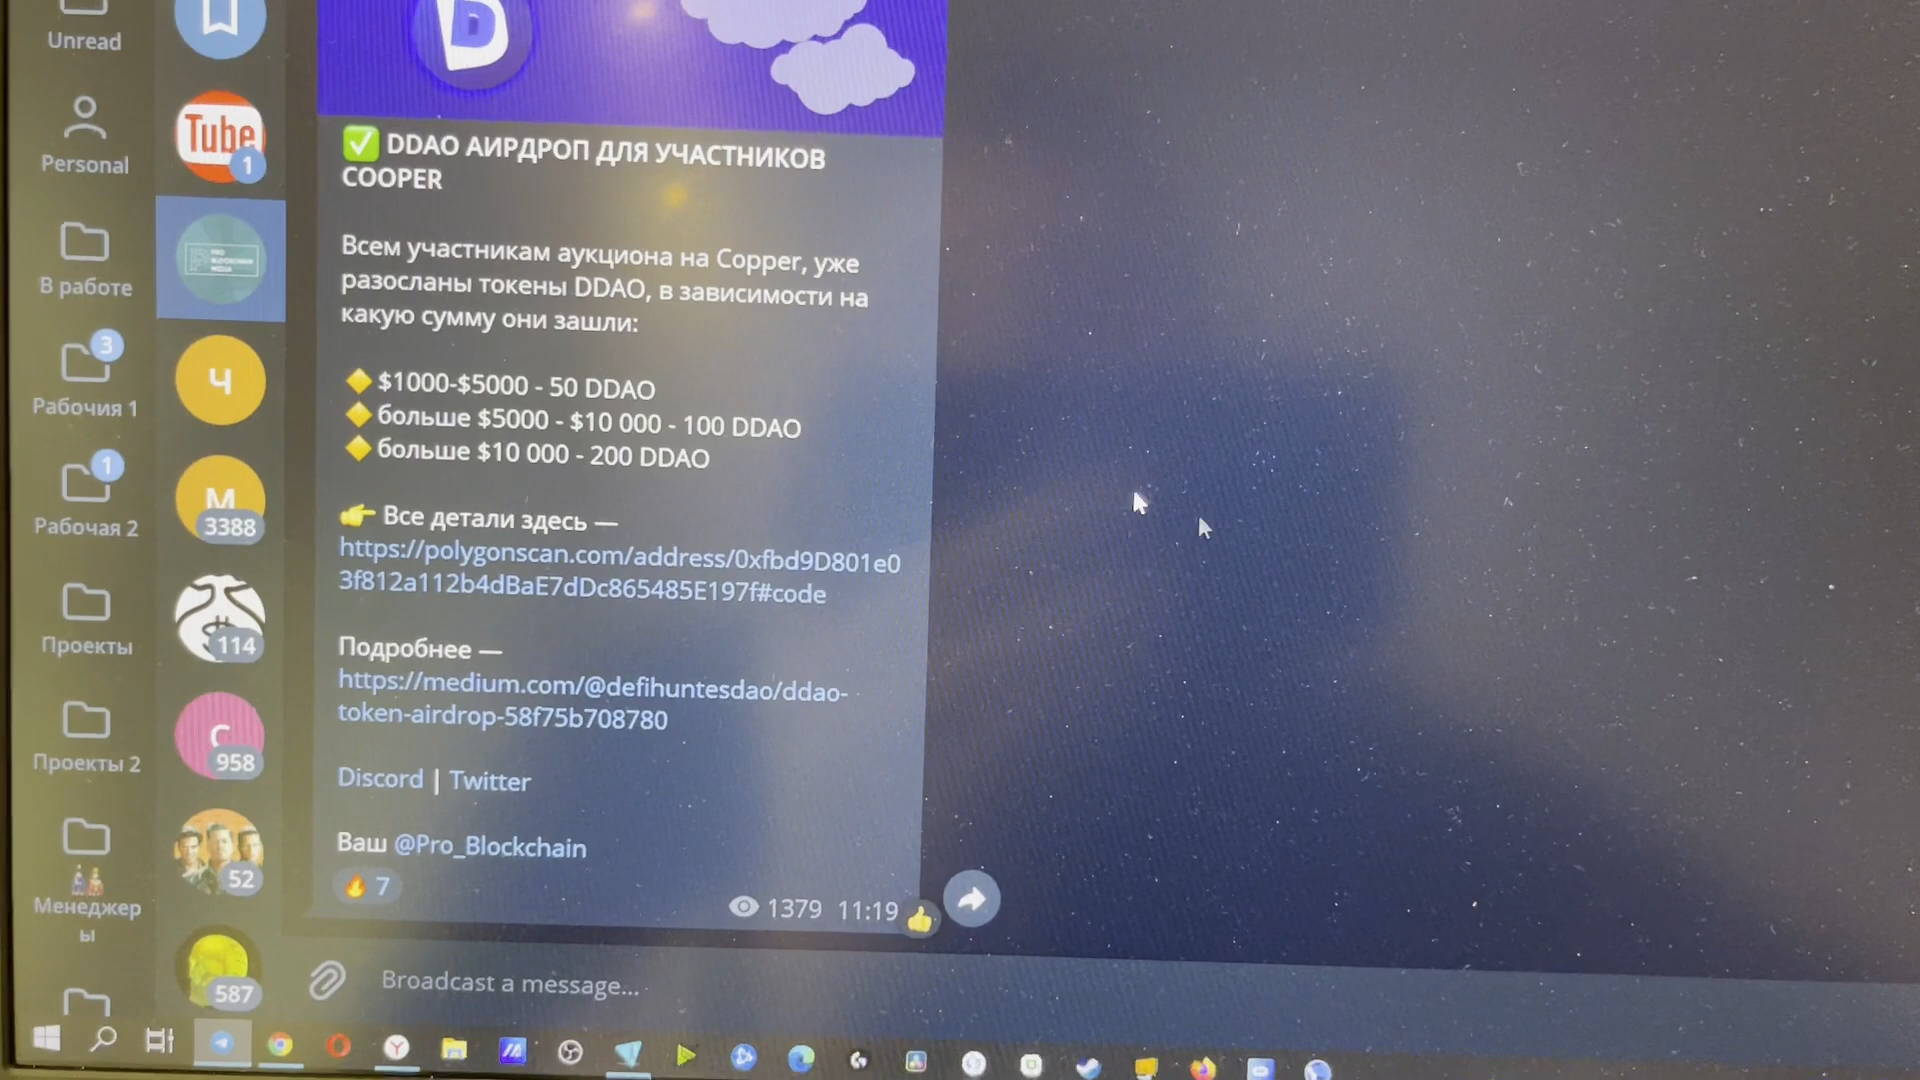 Unread
Personal
В работе
3
Рабочия 1
1
Рабочая 2
Проекты
Проекты 2
Менеджер
ы
Tube
1
PRO
BLOCKCHAIN
MEDIA
Ч
М
3388
114
С
958
52
587
D
✅ DDAO АИРДРОП ДЛЯ УЧАСТНИКОВ
COOPER
Всем участникам аукциона на Copper, уже
разосланы токены DDAO, в зависимости на
какую сумму они зашли:
🔶 $1000-$5000 - 50 DDAO
🔶 больше $5000 - $10 000 - 100 DDAO
🔶 больше $10 000 - 200 DDAO
👉 Все детали здесь —
https://polygonscan.com/address/0xfbd9D801e0
3f812a112b4dBaE7dDc865485E197f#code
Подробнее —
https://medium.com/@defihuntesdao/ddao-
token-airdrop-58f75b708780
Discord | Twitter
Ваш @Pro_Blockchain
🔥 7
1379 11:19
Broadcast a message...